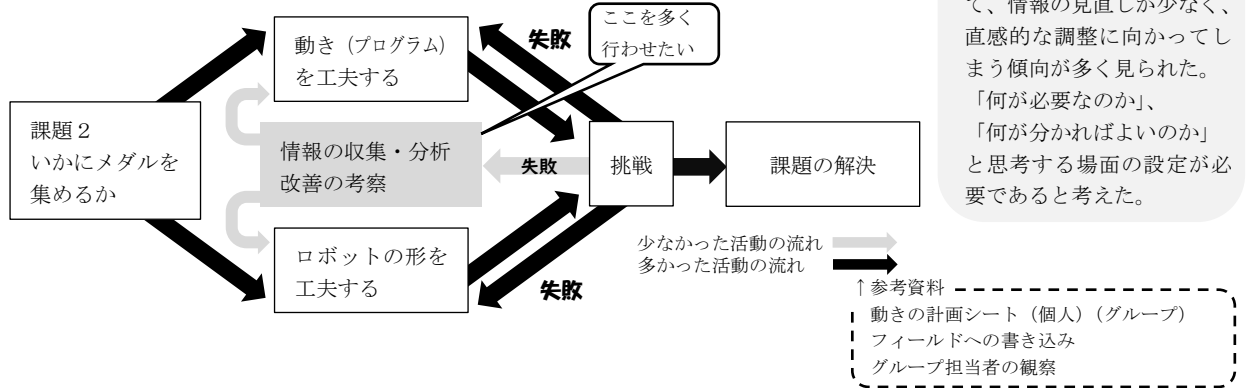 課題２
いかにメダルを
集めるか
動き（プログラム）
を工夫する
失敗
ここを多く
行わせたい
情報の収集・分析
改善の考察
失敗
挑戦
課題の解決
ロボットの形を
工夫する
失敗
て、情報の見直しが少なく、
直感的な調整に向かってし
まう傾向が多く見られた。
「何が必要なのか」、
「何が分かればよいのか」
と思考する場面の設定が必
要であると考えた。
少なかった活動の流れ
多かった活動の流れ
↑参考資料
動きの計画シート（個人）（グループ）
フィールドへの書き込み
グループ担当者の観察